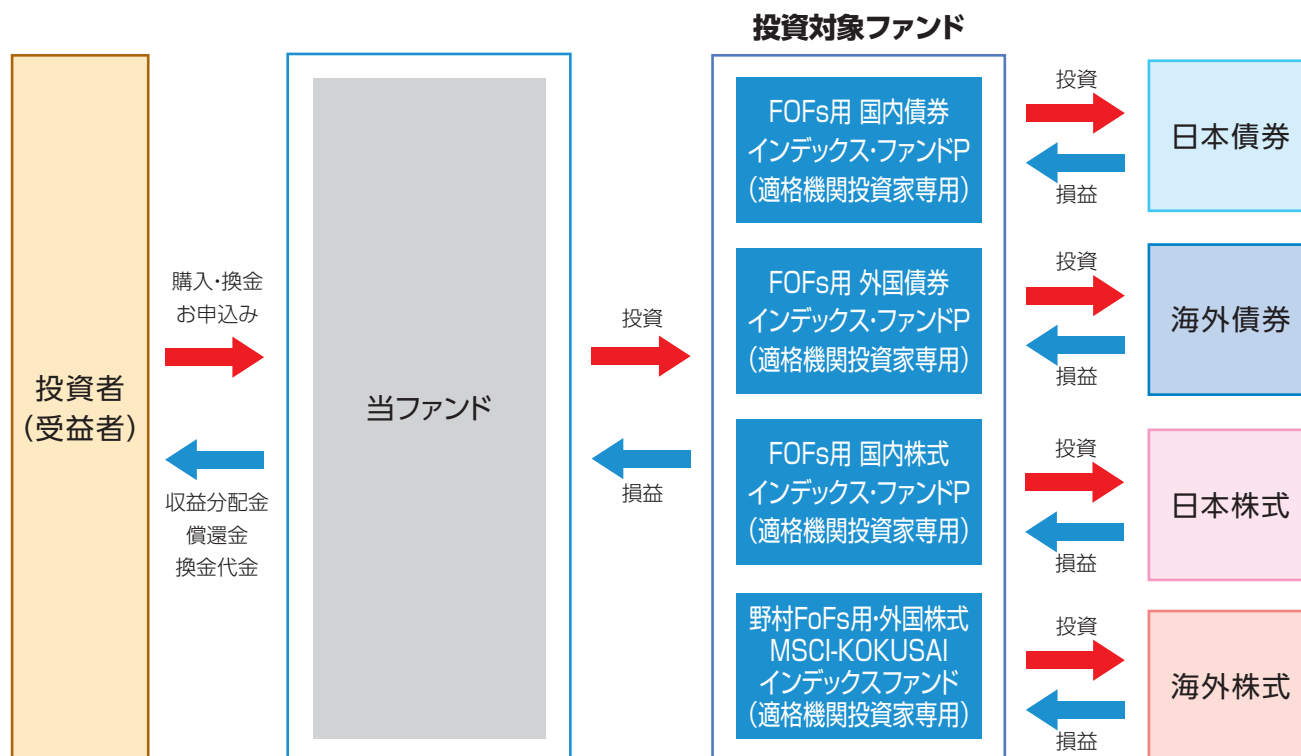 投資対象ファンド
投資者
(受益者)
購入・換金
お申込み
収益分配金
償還金
換金代金
当ファンド
投資
損益
FOFs用 国内債券
インデックス・ファンドP
(適格機関投資家専用)
投資
損益
日本債券
FOFs用 外国債券
インデックス・ファンドP
(適格機関投資家専用)
投資
損益
海外債券
FOFs用 国内株式
インデックス・ファンドP
(適格機関投資家専用)
投資
損益
日本株式
野村FoFs用・外国株式
MSCI-KOKUSAI
インデックスファンド
(適格機関投資家専用)
投資
損益
海外株式